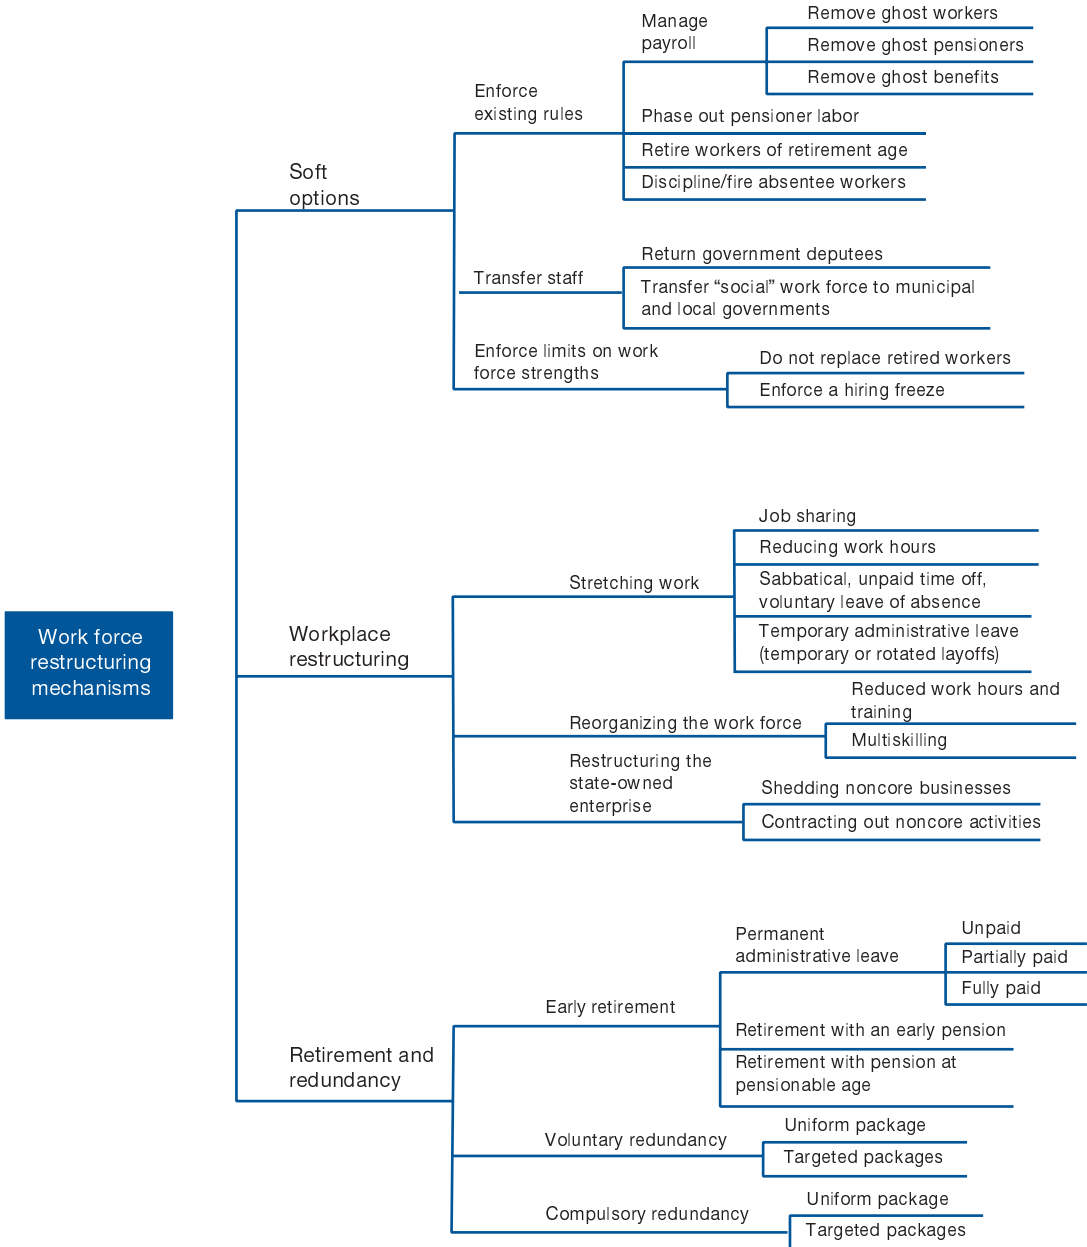 Work force
restructuring
mechanisms
Soft
options
Enforce
existing rules
Manage
payroll
Remove ghost workers
Remove ghost pensioners
Remove ghost benefits
Phase out pensioner labor
Retire workers of retirement age
Discipline/fire absentee workers
Transfer staff
Return government deputees
Transfer “social” work force to municipal
and local governments
Enforce limits on work
force strengths
Do not replace retired workers
Enforce a hiring freeze
Workplace
restructuring
Stretching work
Job sharing
Reducing work hours
Sabbatical, unpaid time off,
voluntary leave of absence
Temporary administrative leave
(temporary or rotated layoffs)
Reorganizing the work force
Reduced work hours and
training
Multiskilling
Restructuring the
state-owned
enterprise
Shedding noncore businesses
Contracting out noncore activities
Retirement and
redundancy
Early retirement
Permanent
administrative leave
Unpaid
Partially paid
Fully paid
Retirement with an early pension
Retirement with pension at
pensionable age
Voluntary redundancy
Uniform package
Targeted packages
Compulsory redundancy
Uniform package
Targeted packages